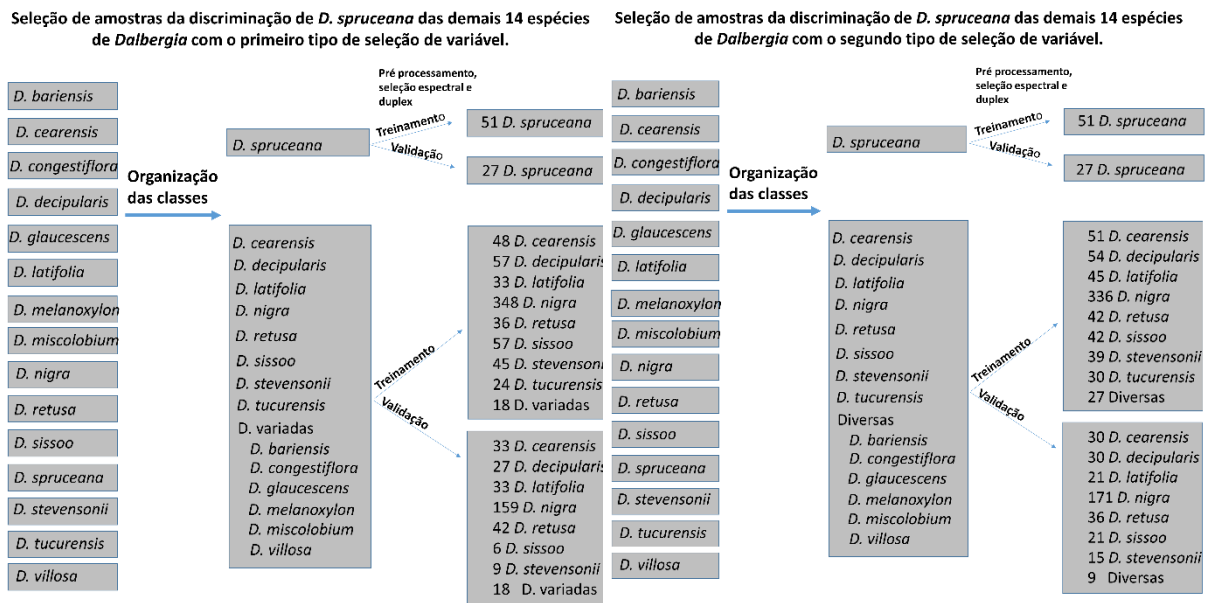 Seleção de amostras da discriminação de D. spruceana das demais 14 espécies
de Dalbergia com o primeiro tipo de seleção de variável.
D. bariensis
D. cearensis
D. congestiflora
D. decipularis
D. glaucescens
D. latifolia
D. melanoxylon
D. miscolobium
D. nigra
D. retusa
D. sissoo
D. spruceana
D. stevensonii
D. tucurensis
D. villosa
Organização
das classes
D. spruceana
Pré processamento,
seleção espectral e
duplex
Treinamento
Validação
51 D. spruceana
27 D. spruceana
D. cearensis
D. decipularis
D. latifolia
D. nigra
D. retusa
D. sissoo
D. stevensonii
D. tucurensis
D. variadas
D. bariensis
D. congestiflora
D. glaucescens
D. melanoxylon
D. miscolobium
D. villosa
Treinamento
Validação
48 D. cearensis
57 D. decipularis
33 D. latifolia
348 D. nigra
36 D. retusa
57 D. sissoo
45 D. stevensoni
24 D. tucurensis
18 D. variadas
33 D. cearensis
27 D. decipularis
33 D. latifolia
159 D. nigra
42 D. retusa
6 D. sissoo
9 D. stevensonii
18 D. variadas
Seleção de amostras da discriminação de D. spruceana das demais 14 espécies
de Dalbergia com o segundo tipo de seleção de variável.
D. bariensis
D. cearensis
D. congestiflora
D. decipularis
D. glaucescens
D. latifolia
D. melanoxylon
D. miscolobium
D. nigra
D. retusa
D. sissoo
D. spruceana
D. stevensonii
D. tucurensis
D. villosa
Organização
das classes
D. spruceana
Pré processamento,
seleção espectral e
duplex
Treinamento
Validação
51 D. spruceana
27 D. spruceana
D. cearensis
D. decipularis
D. latifolia
D. nigra
D. retusa
D. sissoo
D. stevensonii
D. tucurensis
Diversas
D. bariensis
D. congestiflora
D. glaucescens
D. melanoxylon
D. miscolobium
D. villosa
Treinamento
Validação
51 D. cearensis
54 D. decipularis
45 D. latifolia
336 D. nigra
42 D. retusa
42 D. sissoo
39 D. stevensonii
30 D. tucurensis
27 Diversas
30 D. cearensis
30 D. decipularis
21 D. latifolia
171 D. nigra
36 D. retusa
21 D. sissoo
15 D. stevensonii
9 Diversas